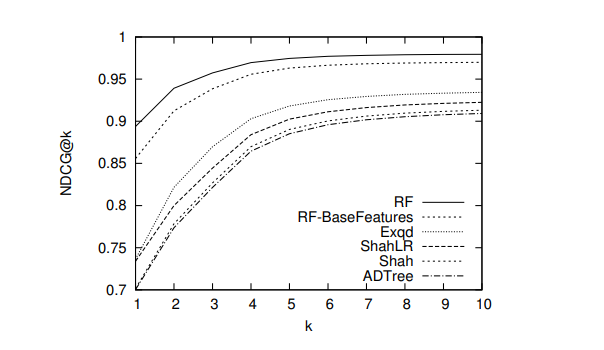 1
0.95
0.9
0.85
0.8
0.75
0.7
NDCG@k
1 2 3 4 5 6 7 8 9 10
k
RF
RF-BaseFeatures
Exqd
ShahLR
Shah
ADTree